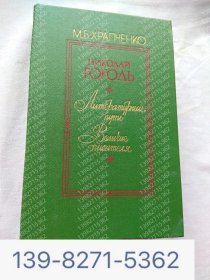 М.Б.ХРАПЧЕНКО
НИКОЛАЙ
ГОГОЛЬ
Литературный
путь
Величие
писателя
139-8271-5362